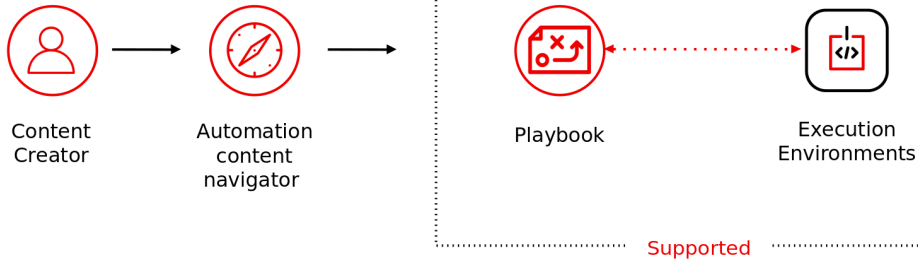 Content
Creator
Automation
content
navigator
Playbook
Execution
Environments
Supported